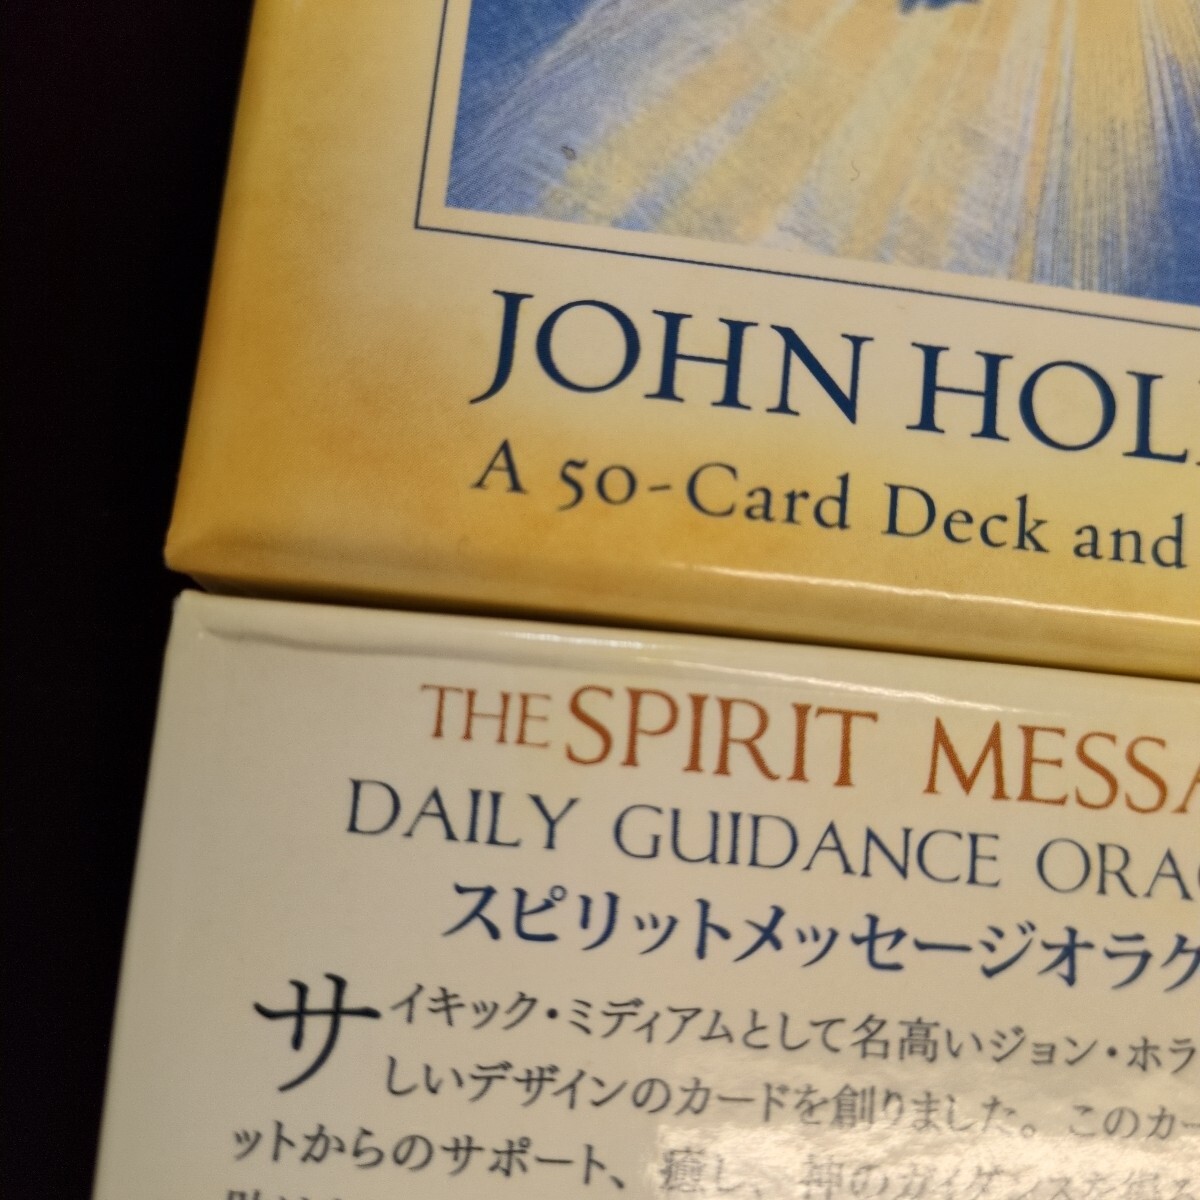 JOHN HOL
A 50-Card Deck and
THE SPIRIT MESSA
DAILY GUIDANCE ORAC
スピリットメッセージオラク
サイキック・ミディアムとして名高いジョン・ホラ
しいデザインのカードを創りました。このカー
ットからのサポート、癒し、神のガイダンスを